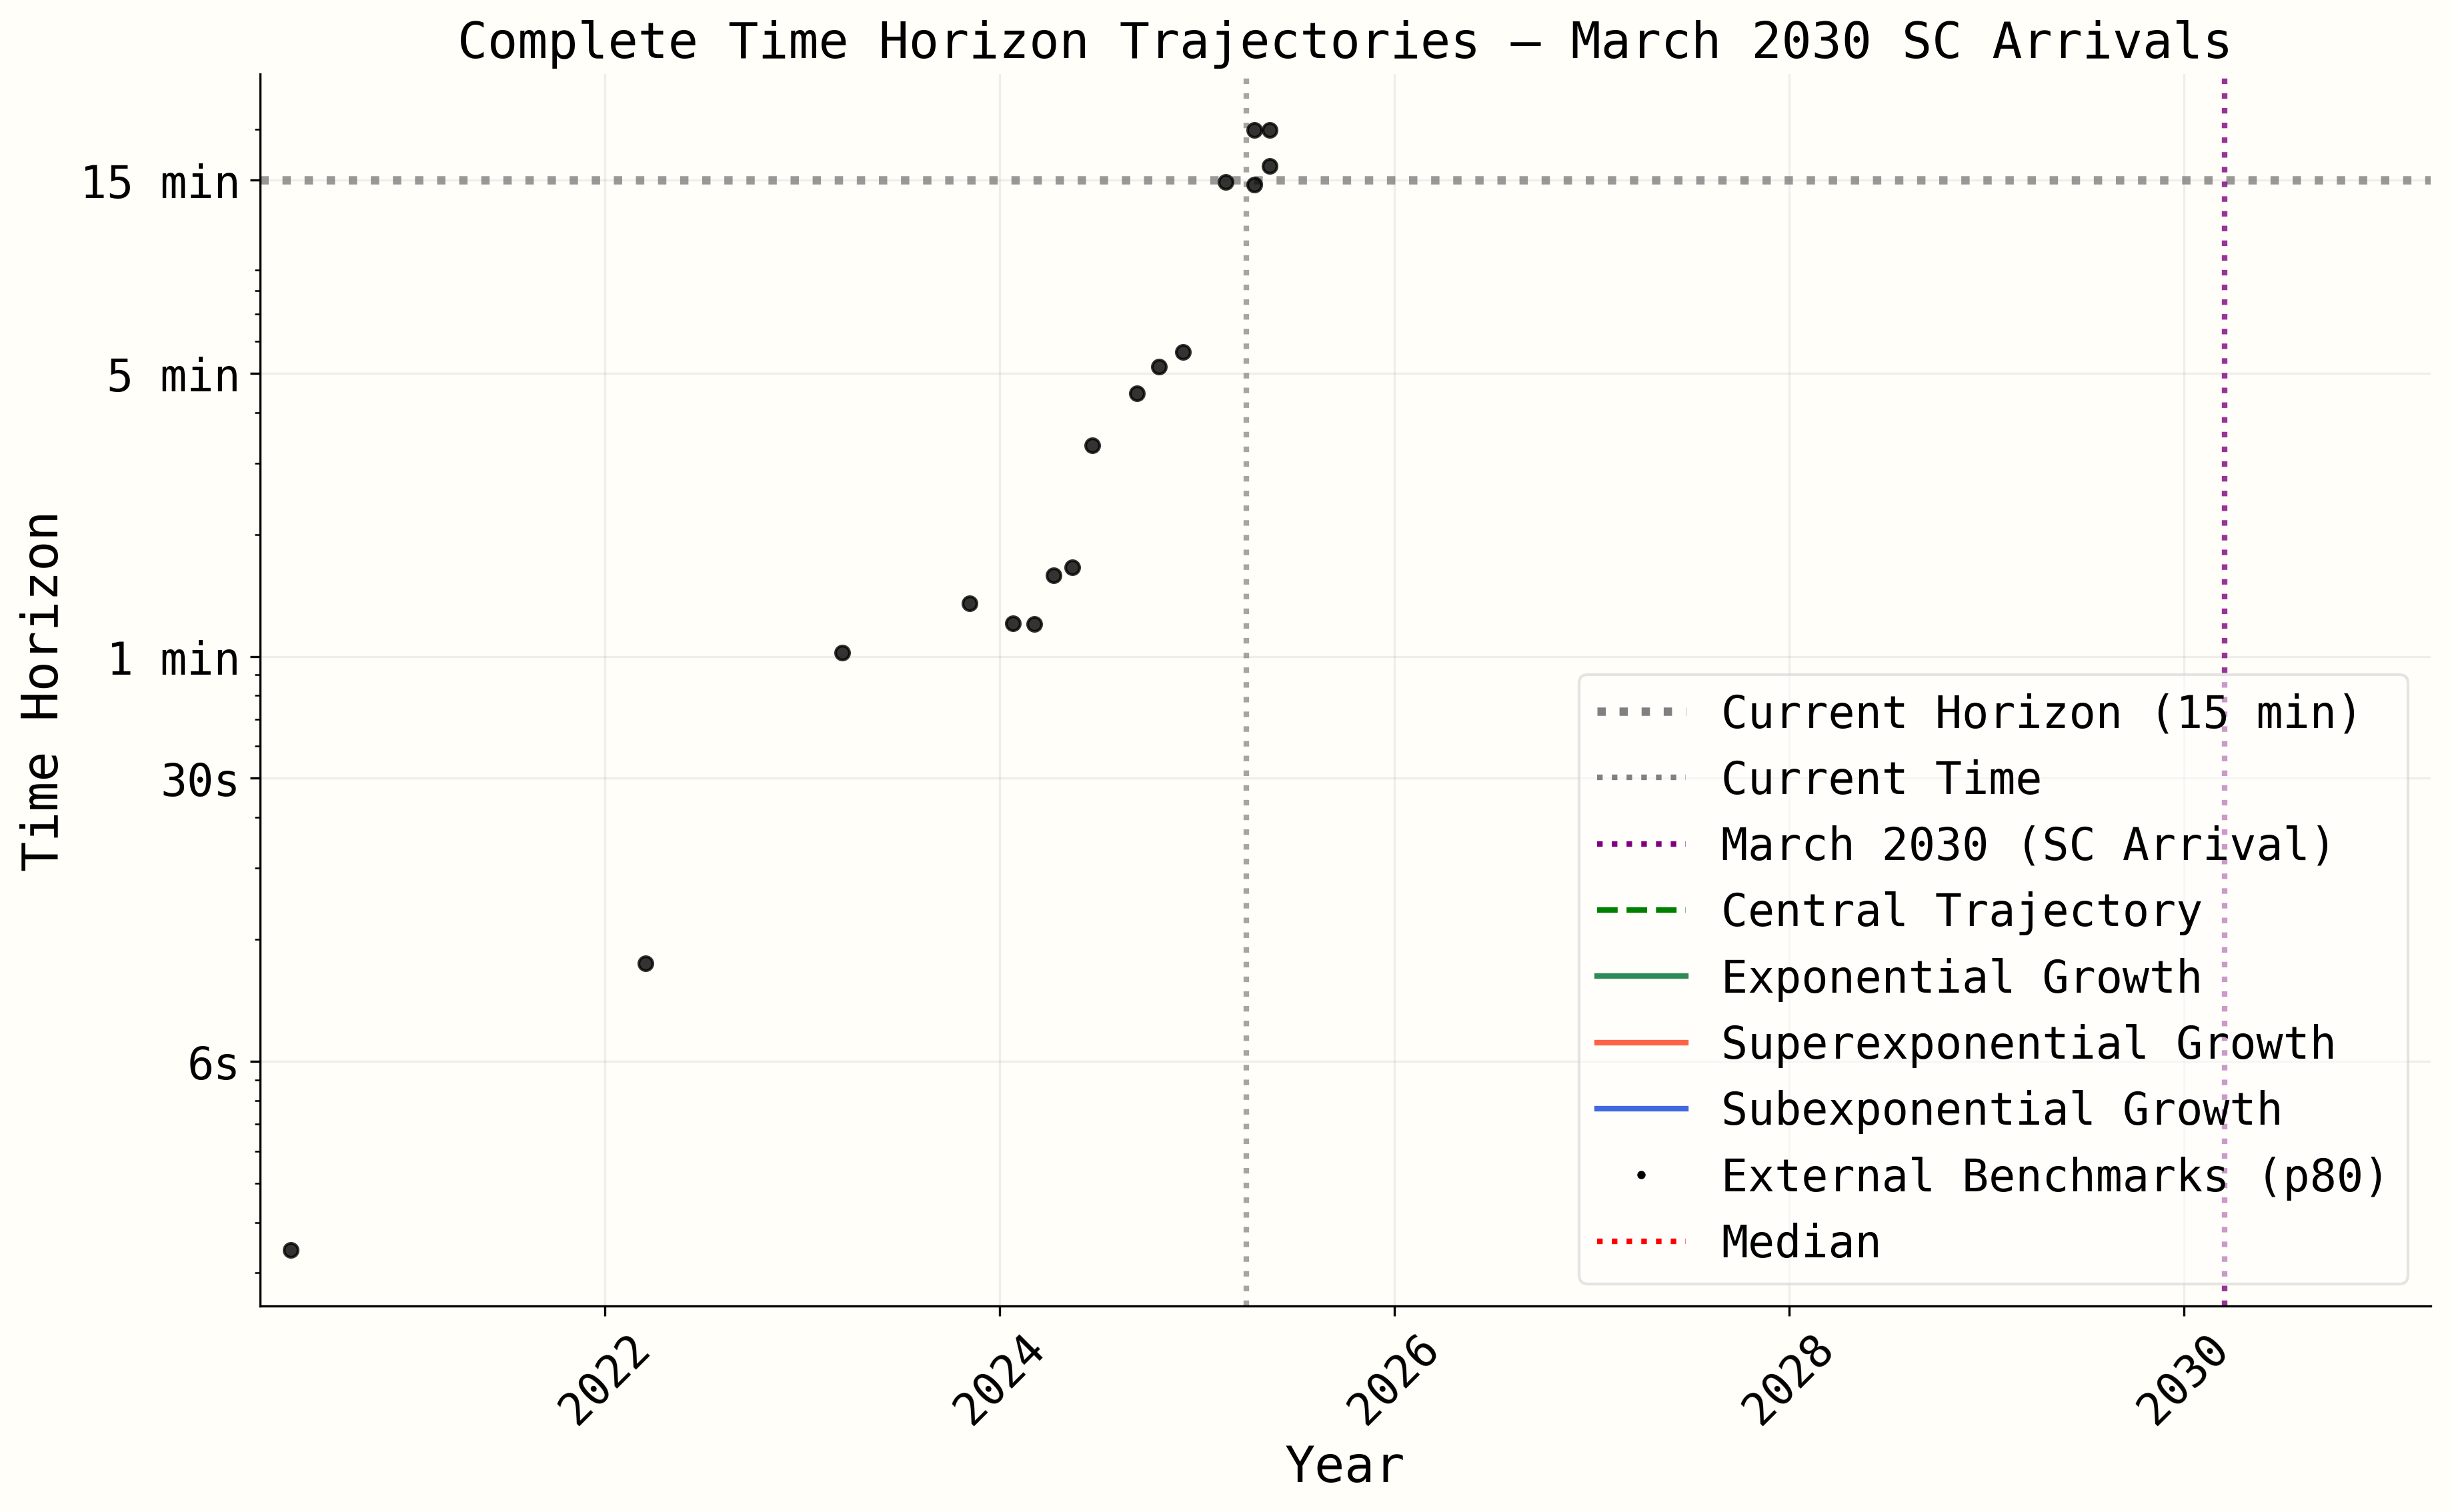 Complete Time Horizon Trajectories – March 2030 SC Arrivals
Time Horizon
15 min
5 min
1 min
30s
6s
Current Horizon (15 min)
Current Time
March 2030 (SC Arrival)
Central Trajectory
Exponential Growth
Superexponential Growth
Subexponential Growth
External Benchmarks (p80)
Median
2022
2024
2026
2028
2030
Year